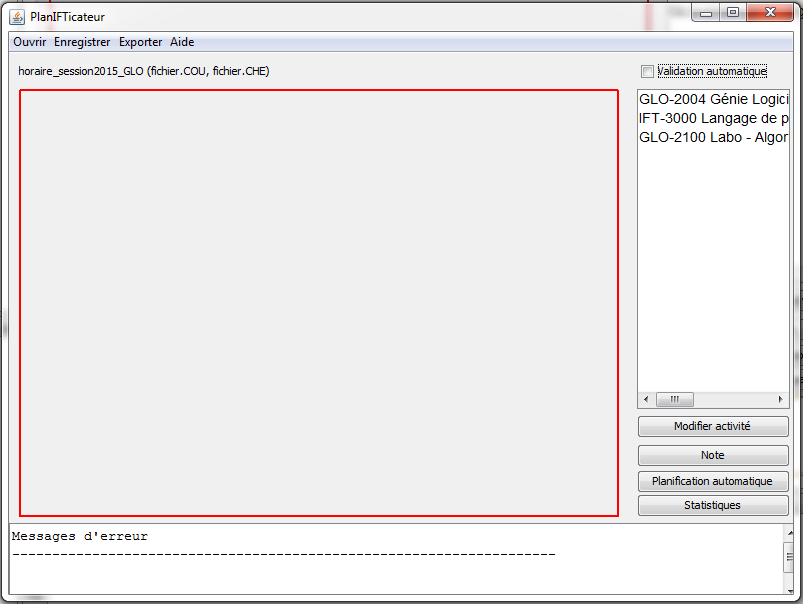 PlanIFTicateur
Ouvrir Enregistrer Exporter Aide
horaire_session2015_GLO (fichier.COU, fichier.CHE)
Validation automatique
GLO-2004 Génie Logici
IFT-3000 Langage de p
GLO-2100 Labo - Algor
Modifier activité
Note
Planification automatique
Statistiques
Messages d'erreur
--------------------------------------------------------------------